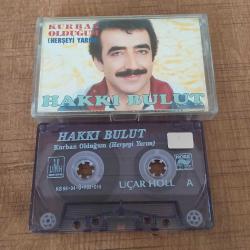 KURBAN
OLDUĞUM
(HERŞEYİ YARIM)
HAKKI BULUT
HAKKI BULUT
Kurban Olduğum (Herşeyi Yarım)
UÇAR HOLL A